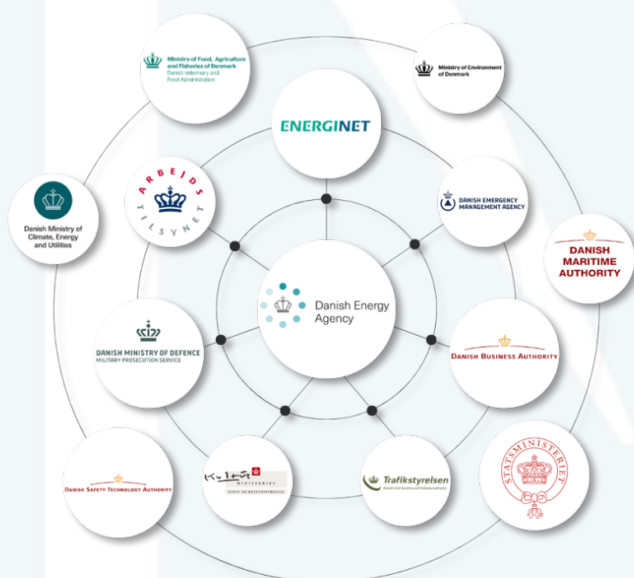 Ministry of Food, Agriculture
and Fisheries of Denmark
Danish Veterinary and
Food Administration
Ministry of Environment
of Denmark
ENERGINET
ARBEJDS
TILSYNET
DANISH EMERGENCY
MANAGEMENT AGENCY
Danish Ministry of
Climate, Energy
and Utilities
DANISH
MARITIME
AUTHORITY
Danish Energy
Agency
DANISH MINISTRY OF DEFENCE
MILITARY PROSECUTION SERVICE
DANISH BUSINESS AUTHORITY
DANISH SAFETY TECHNOLOGY AUTHORITY
MINISTERIET
Trafikstyrelsen
STATSMINISTERIET